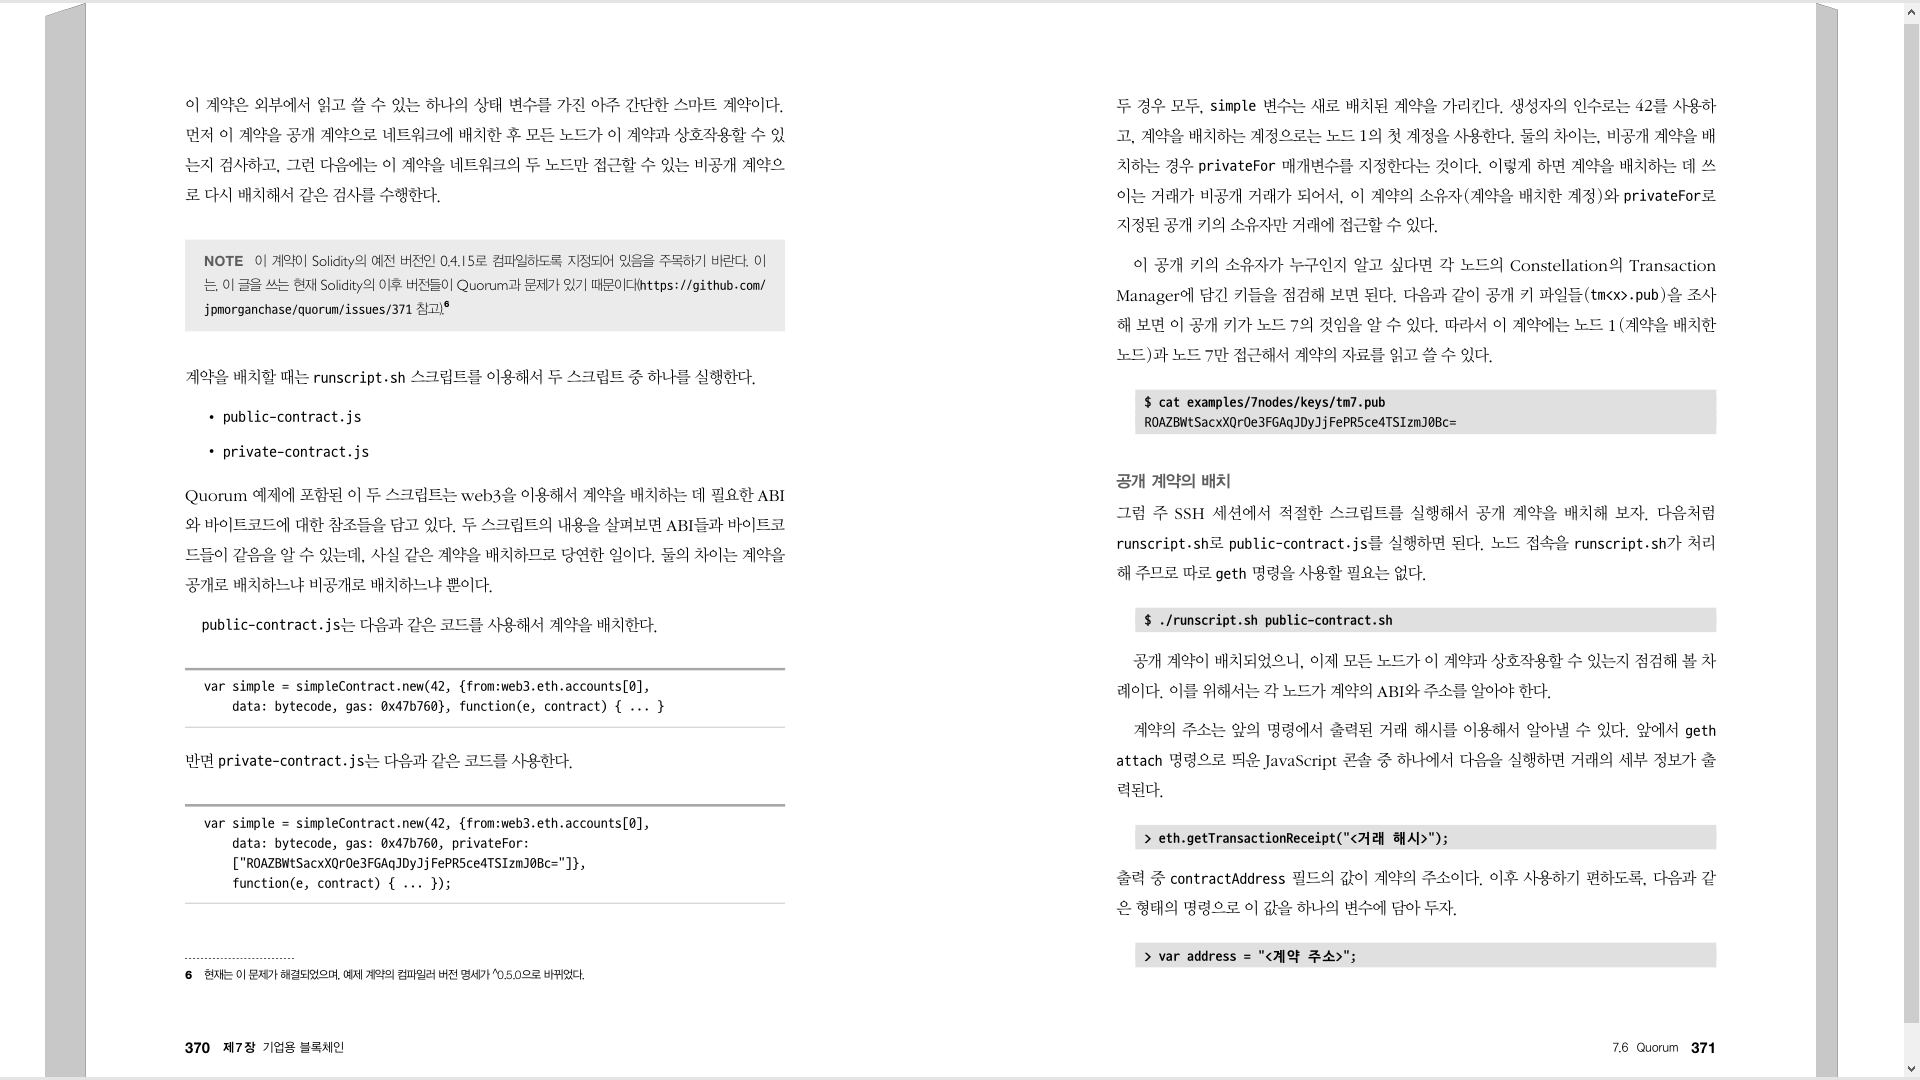 이 계약은 외부에서 읽고 쓸 수 있는 하나의 상태 변수를 가진 아주 간단한 스마트 계약이다.
먼저 이 계약을 공개 계약으로 네트워크에 배치한 후 모든 노드가 이 계약과 상호작용할 수 있
는지 검사하고, 그런 다음에는 이 계약을 네트워크의 두 노드만 접근할 수 있는 비공개 계약으
로 다시 배치해서 같은 검사를 수행한다.
NOTE 이 계약이 Solidity의 예전 버전인 0.4.15로 컴파일하도록 지정되어 있음을 주목하기 바란다. 이
는, 이 글을 쓰는 현재 Solidity의 이후 버전들이 Quorum과 문제가 있기 때문이다(https://github.com/
jpmorganchase/quorum/issues/371 참고).6
계약을 배치할 때는 runscript.sh 스크립트를 이용해서 두 스크립트 중 하나를 실행한다.
• public-contract.js
• private-contract.js
Quorum 예제에 포함된 이 두 스크립트는 web3을 이용해서 계약을 배치하는 데 필요한 ABI
와 바이트코드에 대한 참조들을 담고 있다. 두 스크립트의 내용을 살펴보면 ABI들과 바이트코
드들이 같음을 알 수 있는데, 사실 같은 계약을 배치하므로 당연한 일이다. 둘의 차이는 계약을
공개로 배치하느냐 비공개로 배치하느냐 뿐이다.
public-contract.js는 다음과 같은 코드를 사용해서 계약을 배치한다.
var simple = simpleContract.new(42, {from:web3.eth.accounts[0],
data: bytecode, gas: 0x47b760}, function(e, contract) { ... }
반면 private-contract.js는 다음과 같은 코드를 사용한다.
var simple = simpleContract.new(42, {from:web3.eth.accounts[0],
data: bytecode, gas: 0x47b760, privateFor:
["ROAZBWtSacxXQrOe3FGAqJDyJjFePR5ce4TSIzmJ0Bc="]},
function(e, contract) { ... });
6 현재는 이 문제가 해결되었으며, 예제 계약의 컴파일러 버전 명세가 ^0.5.0으로 바뀌었다.
370 제7장 기업용 블록체인
두 경우 모두, simple 변수는 새로 배치된 계약을 가리킨다. 생성자의 인수로는 42를 사용하
고, 계약을 배치하는 계정으로는 노드 1의 첫 계정을 사용한다. 둘의 차이는, 비공개 계약을 배
치하는 경우 privateFor 매개변수를 지정한다는 것이다. 이렇게 하면 계약을 배치하는 데 쓰
이는 거래가 비공개 거래가 되어서, 이 계약의 소유자(계약을 배치한 계정)와 privateFor로
지정된 공개 키의 소유자만 거래에 접근할 수 있다.
이 공개 키의 소유자가 누구인지 알고 싶다면 각 노드의 Constellation의 Transaction
Manager에 담긴 키들을 점검해 보면 된다. 다음과 같이 공개 키 파일들(tm<x>.pub)을 조사
해 보면 이 공개 키가 노드 7의 것임을 알 수 있다. 따라서 이 계약에는 노드 1(계약을 배치한
노드)과 노드 7만 접근해서 계약의 자료를 읽고 쓸 수 있다.
$ cat examples/7nodes/keys/tm7.pub
ROAZBWtSacxXQrOe3FGAqJDyJjFePR5ce4TSIzmJ0Bc=
공개 계약의 배치
그럼 주 SSH 세션에서 적절한 스크립트를 실행해서 공개 계약을 배치해 보자. 다음처럼
runscript.sh로 public-contract.js를 실행하면 된다. 노드 접속을 runscript.sh가 처리
해 주므로 따로 geth 명령을 사용할 필요는 없다.
$ ./runscript.sh public-contract.sh
공개 계약이 배치되었으니, 이제 모든 노드가 이 계약과 상호작용할 수 있는지 점검해 볼 차
례이다. 이를 위해서는 각 노드가 계약의 ABI와 주소를 알아야 한다.
계약의 주소는 앞의 명령에서 출력된 거래 해시를 이용해서 알아낼 수 있다. 앞에서 geth
attach 명령으로 띄운 JavaScript 콘솔 중 하나에서 다음을 실행하면 거래의 세부 정보가 출
력된다.
> eth.getTransactionReceipt("<거래 해시>");
출력 중 contractAddress 필드의 값이 계약의 주소이다. 이후 사용하기 편하도록, 다음과 같
은 형태의 명령으로 이 값을 하나의 변수에 담아 두자.
> var address = "<계약 주소>";
7.6 Quorum 371